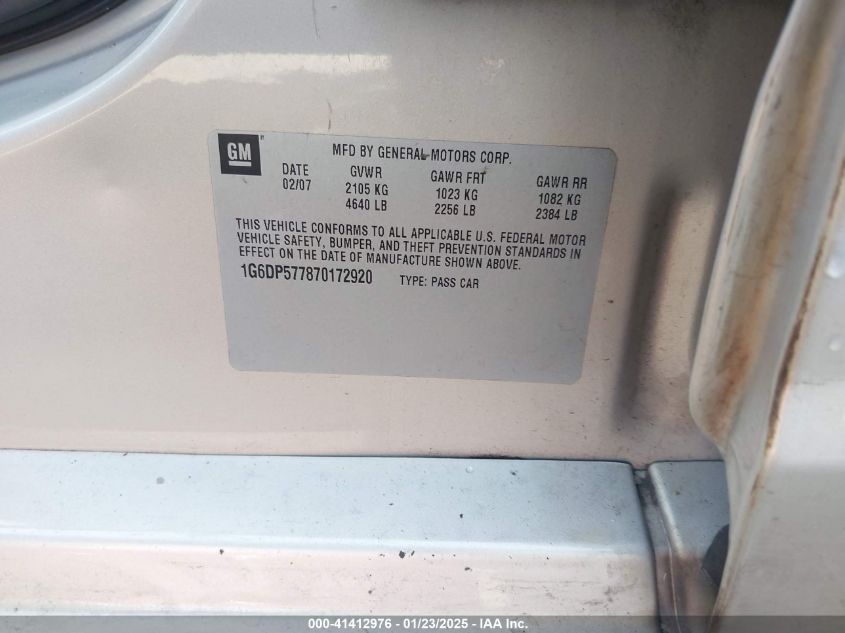 GM
MFD BY GENERAL MOTORS CORP.
DATE GVWR GAWR FRT GAWR RR
02/07 2105 KG 1023 KG 1082 KG
4640 LB 2256 LB 2384 LB
THIS VEHICLE CONFORMS TO ALL APPLICABLE U.S. FEDERAL MOTOR
VEHICLE SAFETY, BUMPER, AND THEFT PREVENTION STANDARDS IN
EFFECT ON THE DATE OF MANUFACTURE SHOWN ABOVE.
1G6DP577870172920 TYPE: PASS CAR
000-41412976 - 01/23/2025 - IAA Inc.